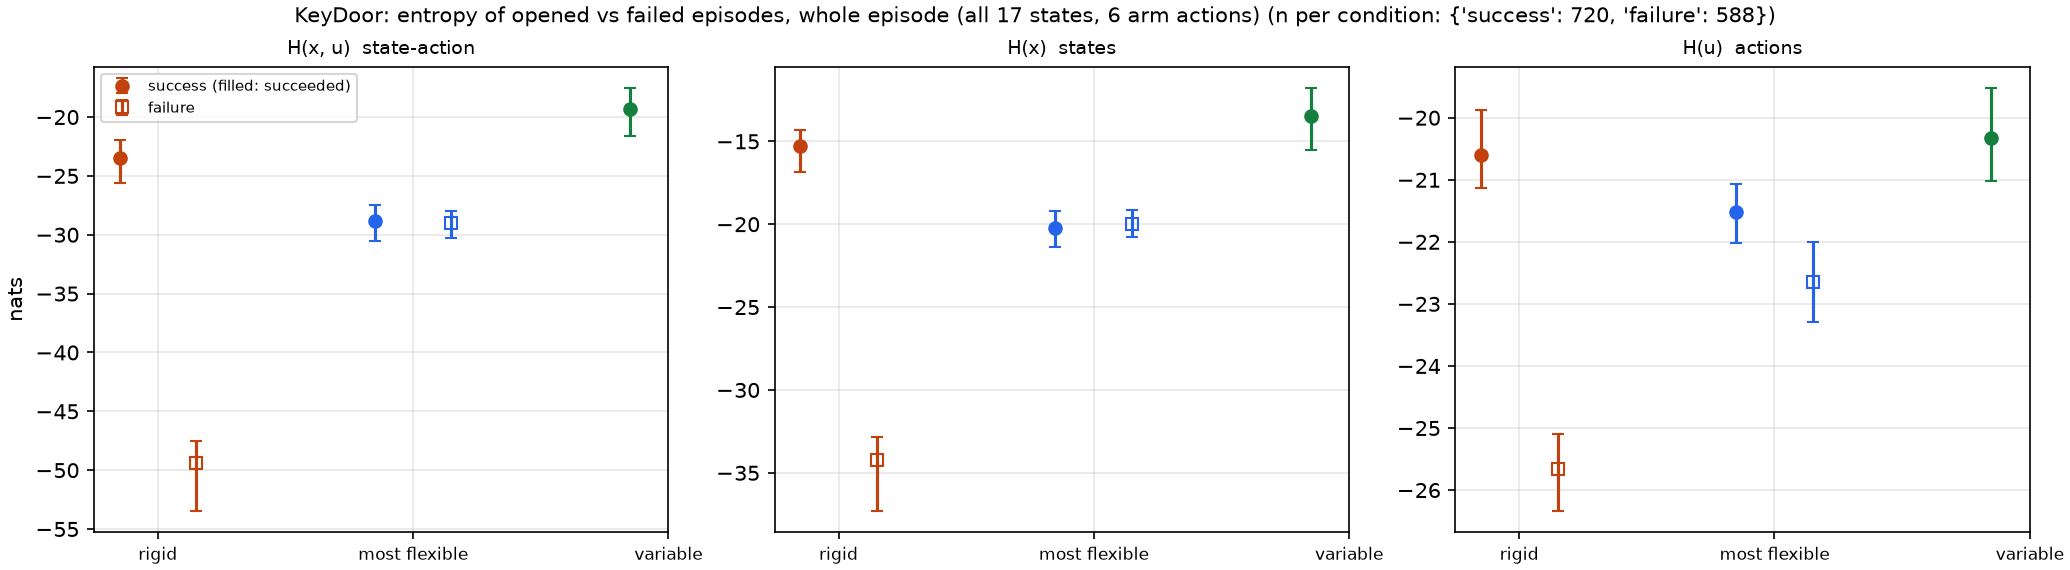 KeyDoor: entropy of opened vs failed episodes, whole episode (all 17 states, 6 arm actions) (n per condition: {'success': 720, 'failure': 588})
H(x, u)  state-action
H(x)  states
H(u)  actions
success (filled: succeeded)
failure
nats
−20
−25
−30
−35
−40
−45
−50
−55
rigid
most flexible
variable
−15
−20
−25
−30
−35
rigid
most flexible
variable
−20
−21
−22
−23
−24
−25
−26
rigid
most flexible
variable